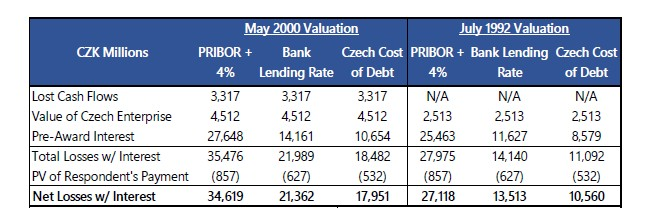 May 2000 Valuation July 1992 Valuation
CZK Millions PRIBOR + 4% Bank Lending Rate Czech Cost of Debt PRIBOR + 4% Bank Lending Rate Czech Cost of Debt
Lost Cash Flows 3,317 3,317 3,317 N/A N/A N/A
Value of Czech Enterprise 4,512 4,512 4,512 2,513 2,513 2,513
Pre-Award Interest 27,648 14,161 10,654 25,463 11,627 8,579
Total Losses w/ Interest 35,476 21,989 18,482 27,975 14,140 11,092
PV of Respondent's Payment (857) (627) (532) (857) (627) (532)
Net Losses w/ Interest 34,619 21,362 17,951 27,118 13,513 10,560